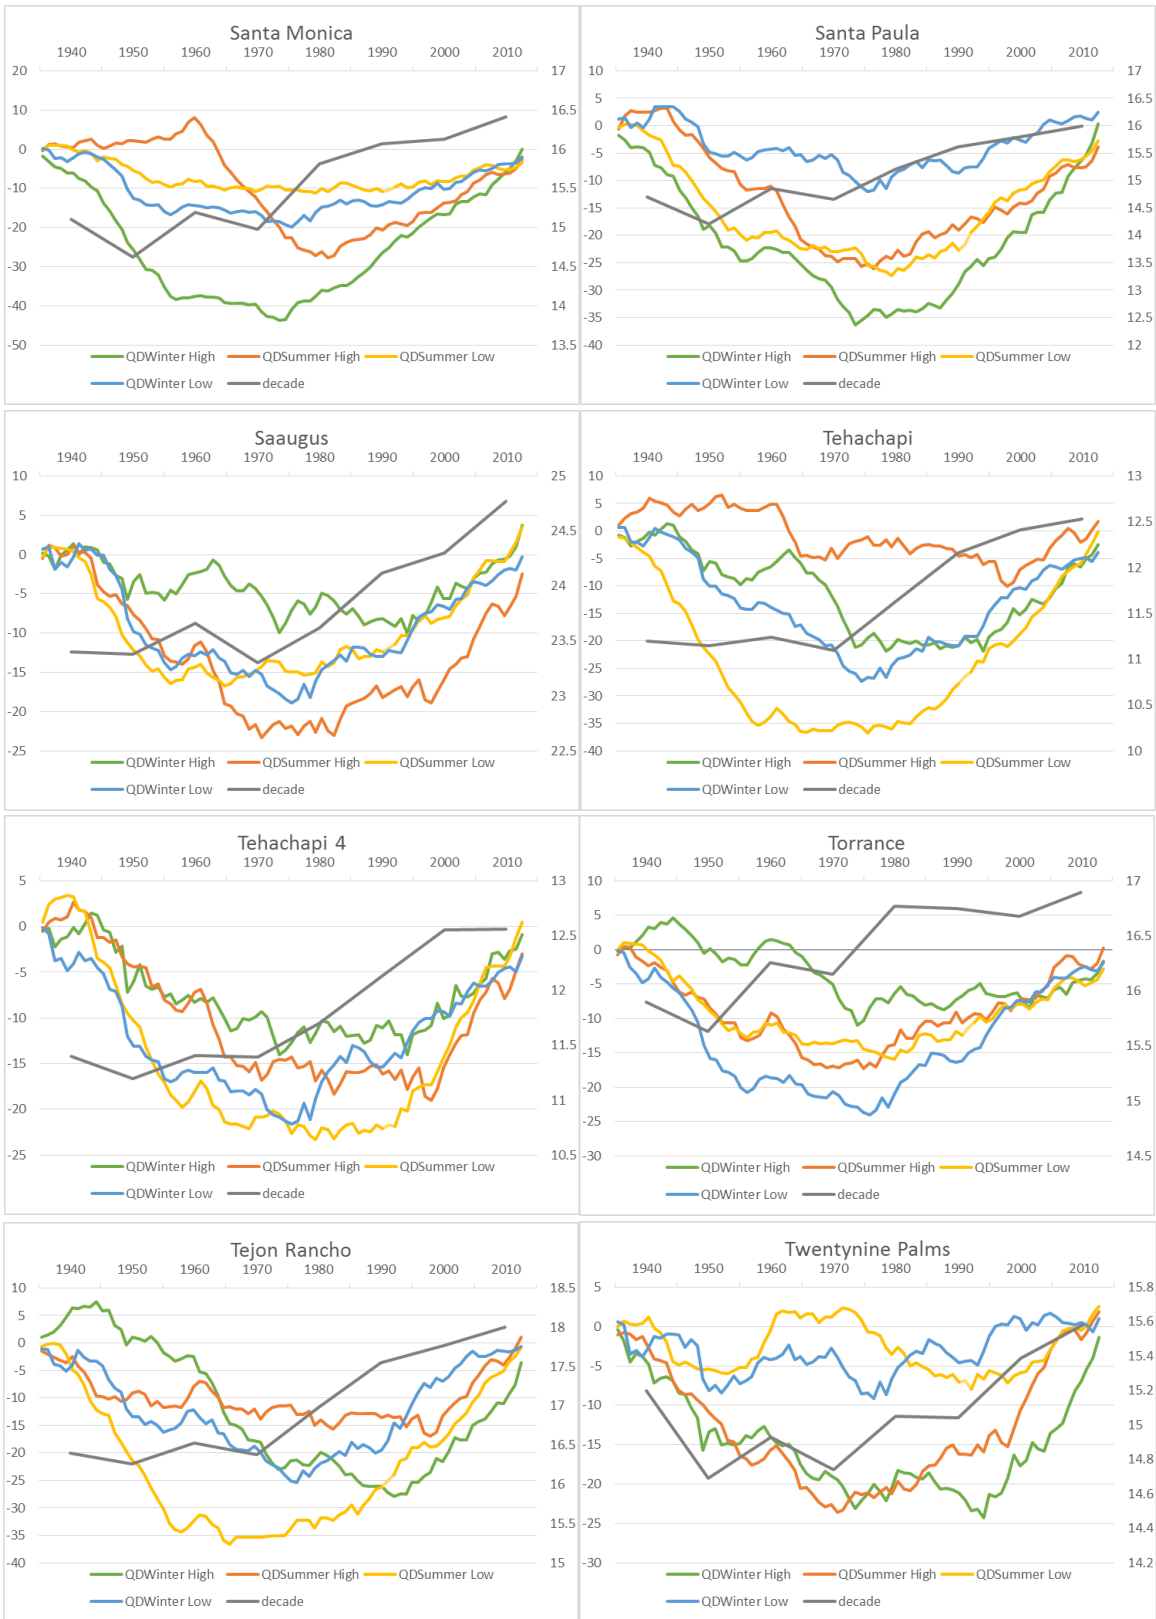 Santa Monica
1940 1950 1960 1970 1980 1990 2000 2010
20 17
10 16.5
0 16
-10 15.5
-20 15
-30 14.5
-40 14
-50 13.5
QDWinter High QDSummer High QDSummer Low
QDWinter Low decade
Santa Paula
1940 1950 1960 1970 1980 1990 2000 2010
10 17
5 16.5
0 16
-5 15.5
-10 15
-15 14.5
-20 14
-25 13.5
-30 13
-35 12.5
-40 12
QDWinter High QDSummer High QDSummer Low
QDWinter Low decade
Saaugus
1940 1950 1960 1970 1980 1990 2000 2010
10 25
5 24.5
0 24
-5 23.5
-10 23
-15 22.5
-20
-25
QDWinter High QDSummer High QDSummer Low
QDWinter Low decade
Tehachapi
1940 1950 1960 1970 1980 1990 2000 2010
10 13
5 12.5
0 12
-5 11.5
-10 11
-15 10.5
-20 10
-25
-30
-35
-40
QDWinter High QDSummer High QDSummer Low
QDWinter Low decade
Tehachapi 4
1940 1950 1960 1970 1980 1990 2000 2010
5 13
0 12.5
-5 12
-10 11.5
-15 11
-20 10.5
-25
QDWinter High QDSummer High QDSummer Low
QDWinter Low decade
Torrance
1940 1950 1960 1970 1980 1990 2000 2010
10 17
5 16.5
0 16
-5 15.5
-10 15
-15 14.5
-20
-25
-30
QDWinter High QDSummer High QDSummer Low
QDWinter Low decade
Tejon Rancho
1940 1950 1960 1970 1980 1990 2000 2010
10 18.5
5 18
0 17.5
-5 17
-10 16.5
-15 16
-20 15.5
-25 15
-30
-35
-40
QDWinter High QDSummer High QDSummer Low
QDWinter Low decade
Twentynine Palms
1940 1950 1960 1970 1980 1990 2000 2010
5 15.8
0 15.6
-5 15.4
-10 15.2
-15 15
-20 14.8
-25 14.6
-30 14.4
14.2
QDWinter High QDSummer High QDSummer Low
QDWinter Low decade